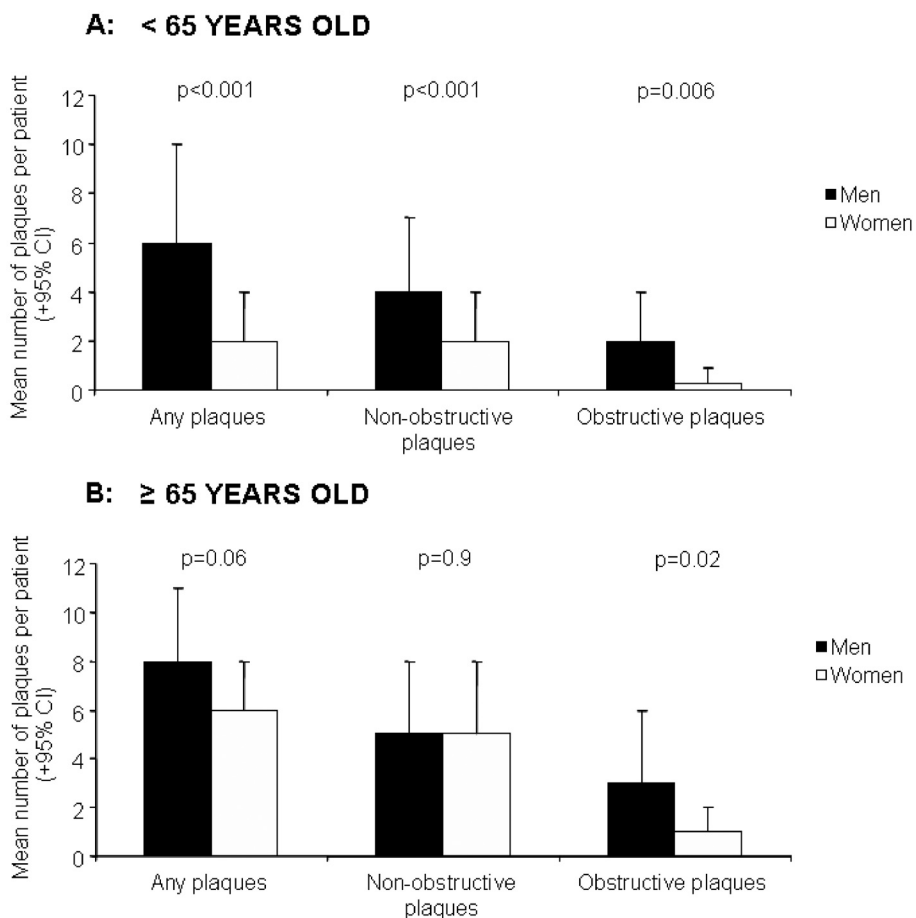 A: < 65 YEARS OLD
Mean number of plaques per patient
(+95% CI)
p<0.001 p<0.001 p=0.006
12
10
8
6
4
2
0
Any plaques Non-obstructive plaques Obstructive plaques
Men
Women
B: ≥ 65 YEARS OLD
Mean number of plaques per patient
(+95% CI)
p=0.06 p=0.9 p=0.02
12
10
8
6
4
2
0
Any plaques Non-obstructive plaques Obstructive plaques
Men
Women